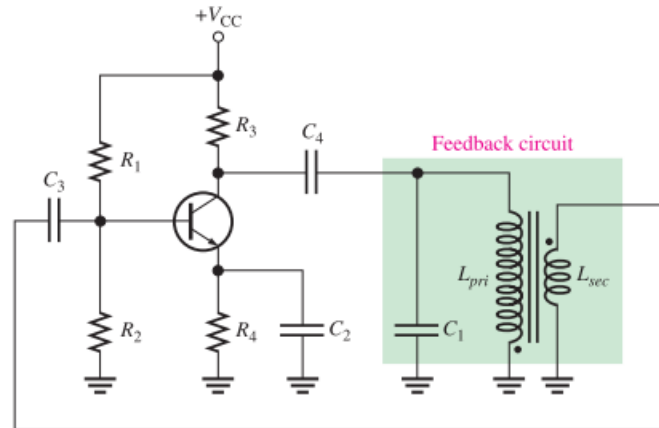 +V_CC
R_3
C_4
Feedback circuit
R_1
C_3
L_pri
L_sec
R_2
R_4
C_2
C_1